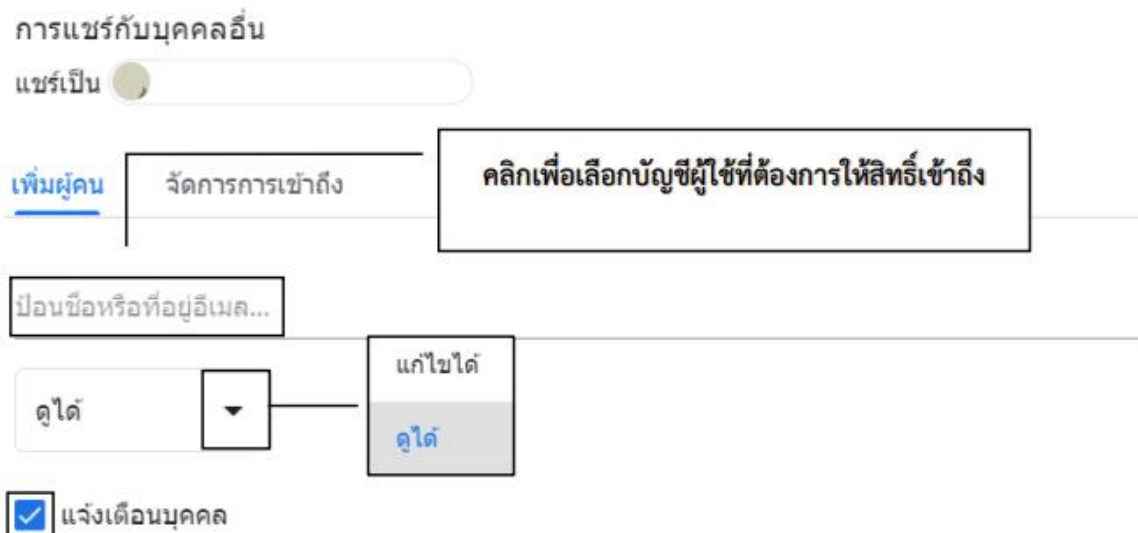 การแชร์กับบุคคลอื่น
แชร์เป็น
เพิ่มผู้คน จัดการการเข้าถึง
คลิกเพื่อเลือกบัญชีผู้ใช้ที่ต้องการให้สิทธิ์เข้าถึง
ป้อนชื่อหรือที่อยู่อีเมล...
ดูได้
แก้ไขได้
ดูได้
แจ้งเตือนบุคคล